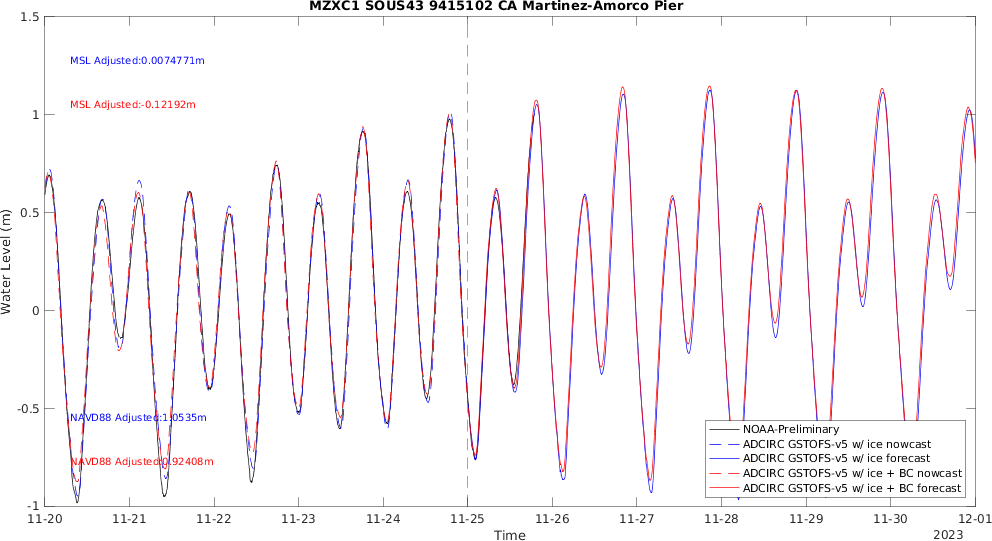 MZXC1 SOUS43 9415102 CA Martinez-Amorco Pier
1.5
1
0.5
0
-0.5
-1
Water Level (m)
MSL Adjusted:0.0074771m
MSL Adjusted:-0.12192m
NAVD88 Adjusted:1.0535m
NAVD88 Adjusted:0.92408m
NOAA-Preliminary
ADCIRC GSTOFS-v5 w/ ice nowcast
ADCIRC GSTOFS-v5 w/ ice forecast
ADCIRC GSTOFS-v5 w/ ice + BC nowcast
ADCIRC GSTOFS-v5 w/ ice + BC forecast
11-20 11-21 11-22 11-23 11-24 11-25 11-26 11-27 11-28 11-29 11-30 12-01
Time
2023